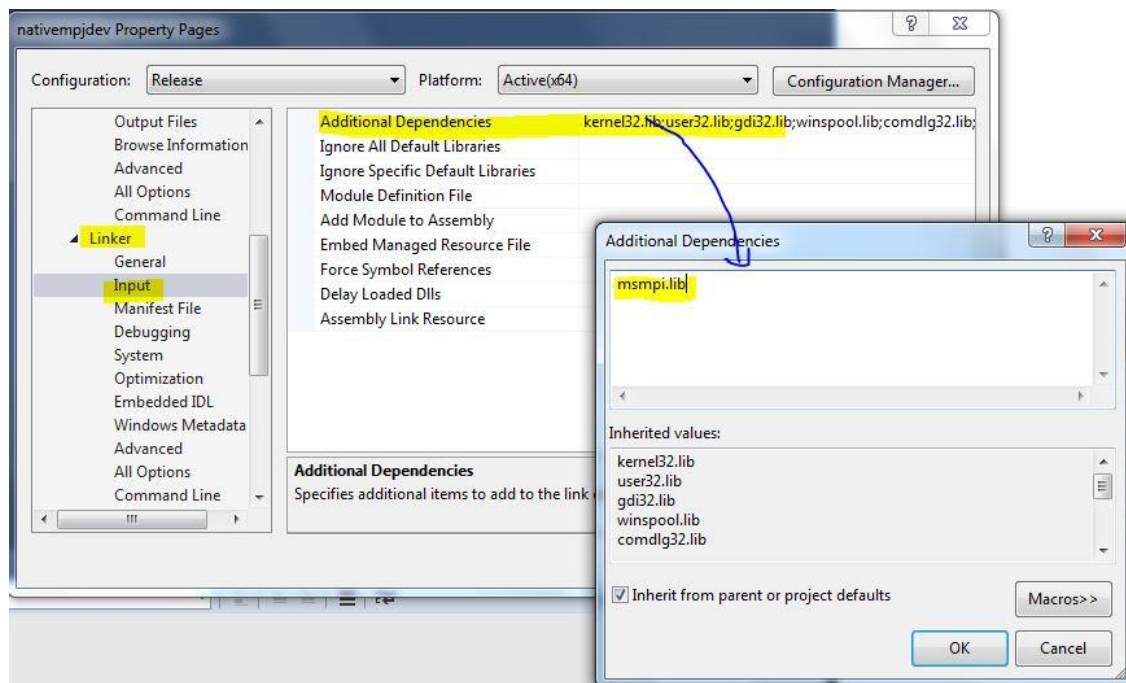 nativempjdev Property Pages
Configuration: Release Platform: Active(x64) Configuration Manager...
Output Files
Browse Information
Advanced
All Options
Command Line
Linker
General
Input
Manifest File
Debugging
System
Optimization
Embedded IDL
Windows Metadata
Advanced
All Options
Command Line
Additional Dependencies kernel32.lib;user32.lib;gdi32.lib;winspool.lib;comdlg32.lib;
Ignore All Default Libraries
Ignore Specific Default Libraries
Module Definition File
Add Module to Assembly
Embed Managed Resource File
Force Symbol References
Delay Loaded Dlls
Assembly Link Resource
Additional Dependencies
Specifies additional items to add to the link
Additional Dependencies
msmpi.lib
Inherited values:
kernel32.lib
user32.lib
gdi32.lib
winspool.lib
comdlg32.lib
Inherit from parent or project defaults
Macros>>
OK Cancel